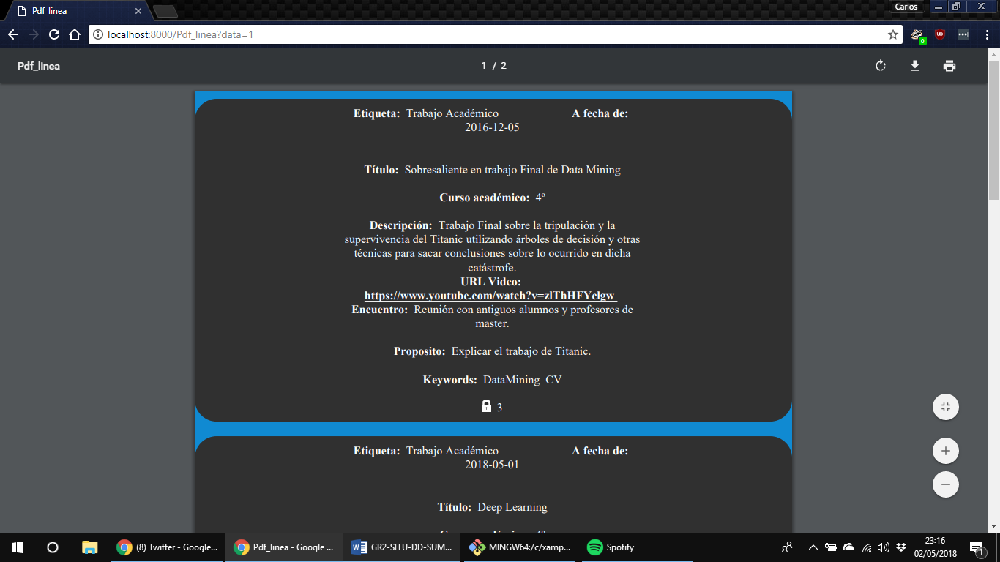 Pdf_linea
Carlos
localhost:8000/Pdf_linea?data=1
0
UD
Pdf_linea
1 / 2
Etiqueta: Trabajo Académico A fecha de:
2016-12-05
Título: Sobresaliente en trabajo Final de Data Mining
Curso académico: 4º
Descripción: Trabajo Final sobre la tripulación y la
supervivencia del Titanic utilizando árboles de decisión y otras
técnicas para sacar conclusiones sobre lo ocurrido en dicha
catástrofe.
URL Video:
https://www.youtube.com/watch?v=zlThHFYclgw
Encuentro: Reunión con antiguos alumnos y profesores de
master.
Proposito: Explicar el trabajo de Titanic.
Keywords: DataMining CV
3
Etiqueta: Trabajo Académico A fecha de:
2018-05-01
Título: Deep Learning
(8) Twitter - Google...
Pdf_linea - Google ...
GR2-SITU-DD-SUM...
MINGW64:/c/xamp...
Spotify
23:16
02/05/2018
1